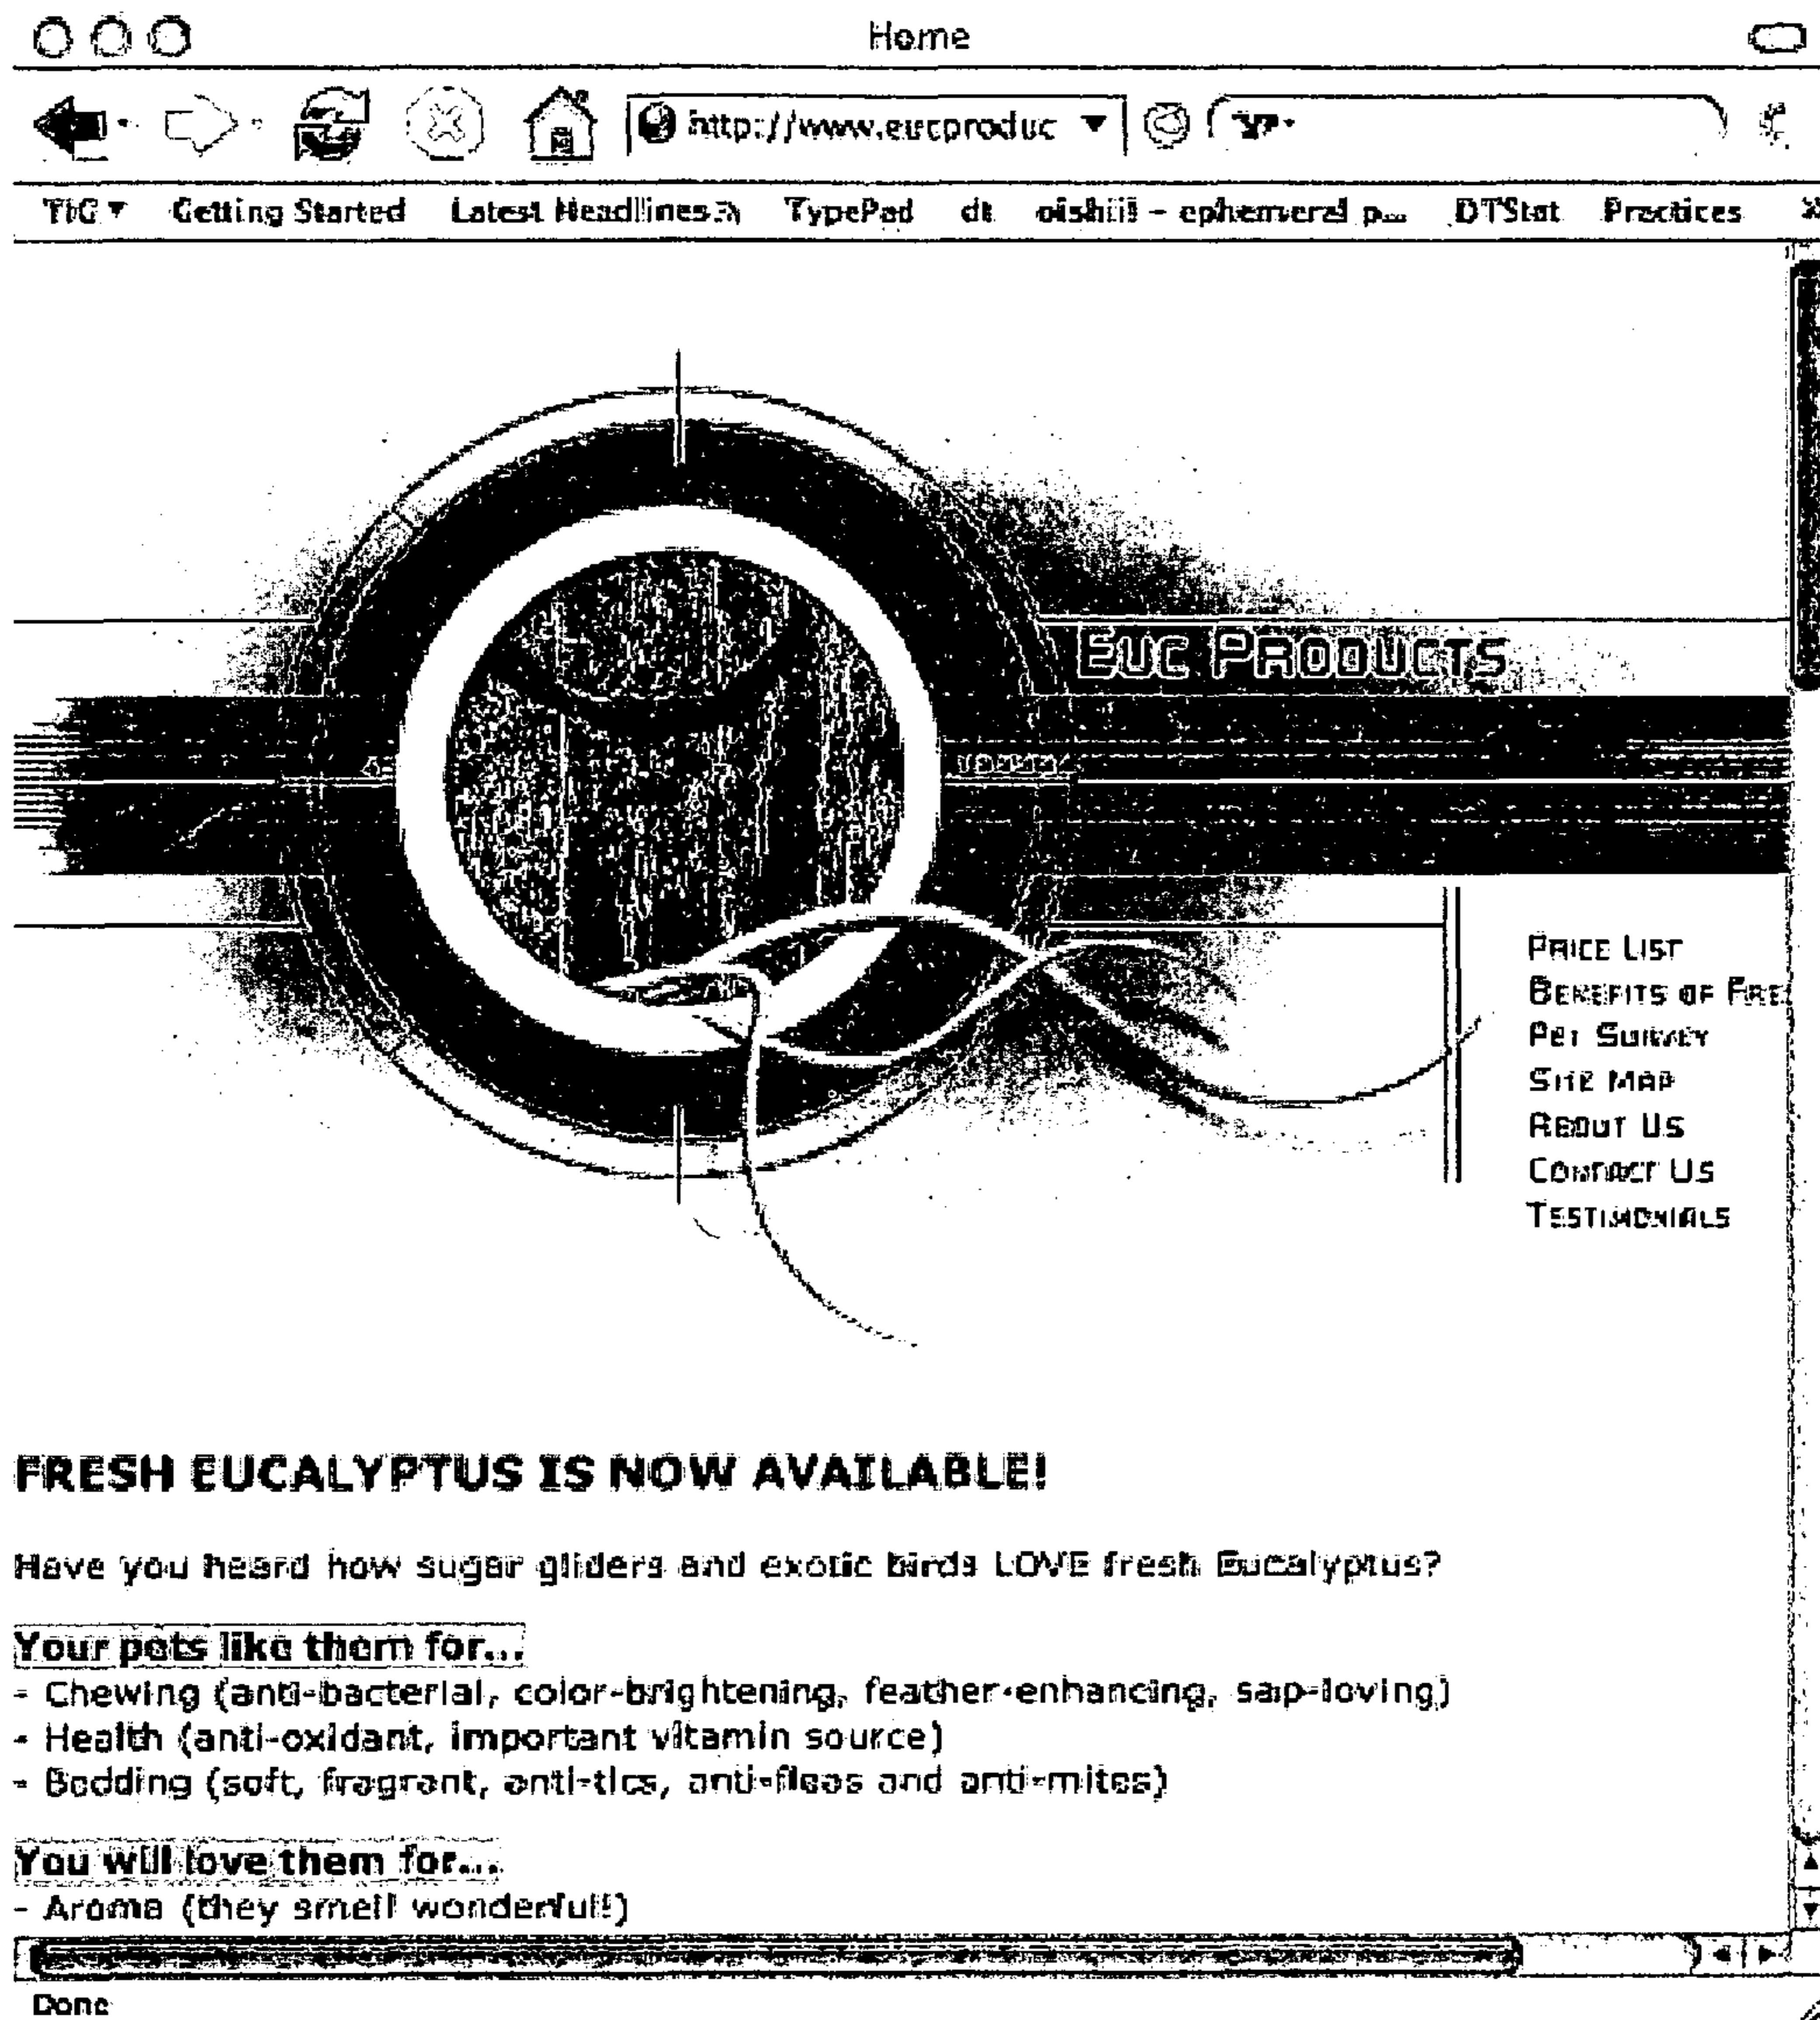 Home
http://www.eucproduc
TIG Getting Started Latest Headlines TypePad dt oishii - ephemeral p... DTStat Practices
EUC PRODUCTS
PRICE LIST
BENEFITS OF FRE
PET SURVEY
SITE MAP
ABOUT US
CONTACT US
TESTIMONIALS
FRESH EUCALYPTUS IS NOW AVAILABLE!
Have you heard how sugar gliders and exotic birds LOVE fresh Eucalyptus?
Your pets like them for...
- Chewing (anti-bacterial, color-brightening, feather-enhancing, sap-loving)
- Health (anti-oxidant, important vitamin source)
- Bedding (soft, fragrant, anti-tics, anti-fleas and anti-mites)
You will love them for...
- Aroma (they smell wonderful!)
Done